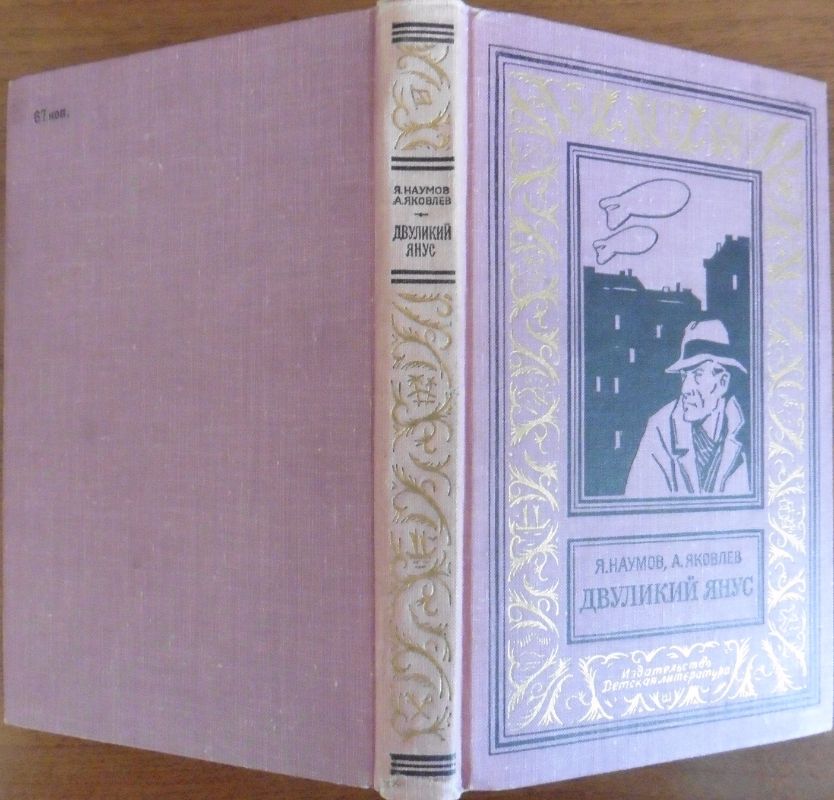 67 коп.
Я.НАУМОВ
А.ЯКОВЛЕВ
ДВУЛИКИЙ
ЯНУС
Я.НАУМОВ, А.ЯКОВЛЕВ
ДВУЛИКИЙ ЯНУС
Издательство
Детская литература